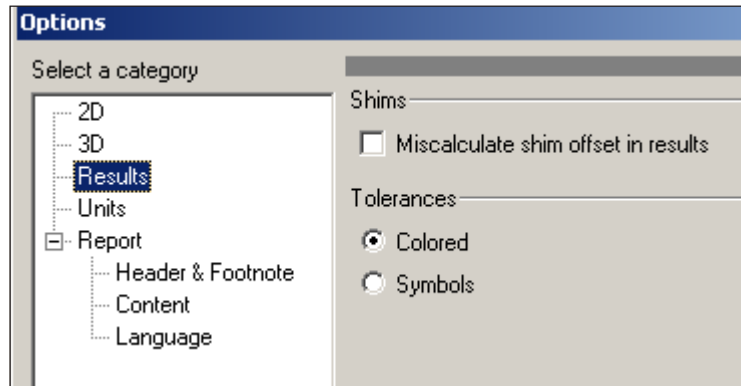 Options
Select a category
2D
3D
Results
Units
Report
Header & Footnote
Content
Language
Shims
Miscalculate shim offset in results
Tolerances
Colored
Symbols